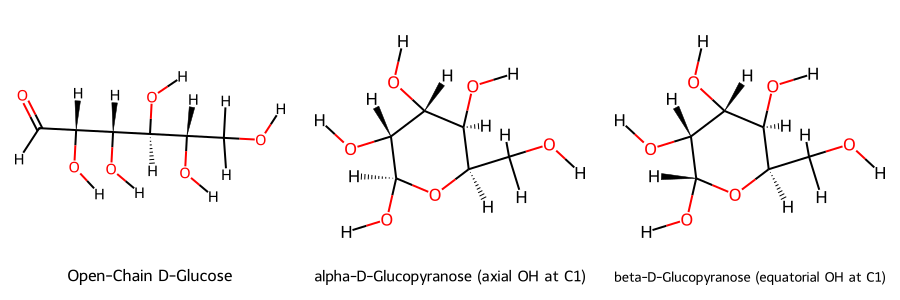 O
H
H
H
O
H
H
H
O
H
H
O
H
O
H
O
H
H
H
O
H
O
H
O
H
H
O
H
H
O
H
O
H
H
O
H
H
H
O
H
O
H
O
H
H
O
H
H
O
H
O
H
H
O
H
Open-Chain D-Glucose
alpha-D-Glucopyranose (axial OH at C1)
beta-D-Glucopyranose (equatorial OH at C1)